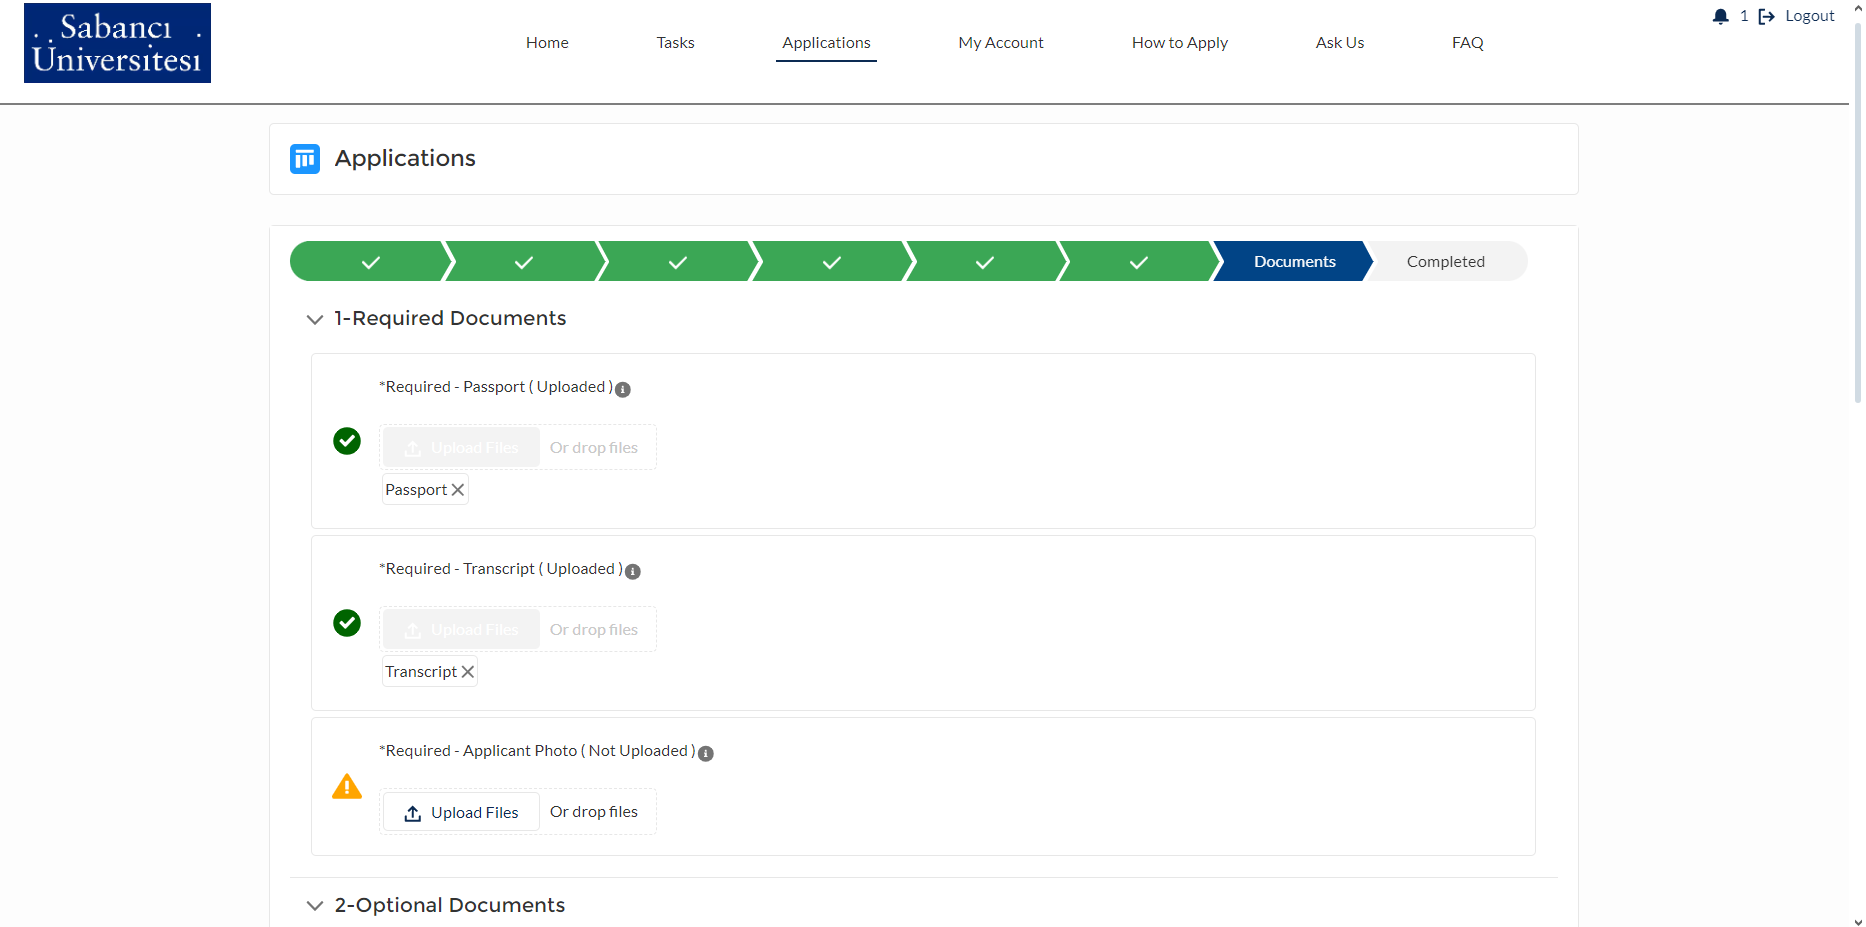 Sabancı
Üniversitesi
Home
Tasks
Applications
My Account
How to Apply
Ask Us
FAQ
1
Logout
Applications
Documents
Completed
1-Required Documents
*Required - Passport ( Uploaded )
Upload Files
Or drop files
Passport
*Required - Transcript ( Uploaded )
Upload Files
Or drop files
Transcript
*Required - Applicant Photo ( Not Uploaded )
Upload Files
Or drop files
2-Optional Documents